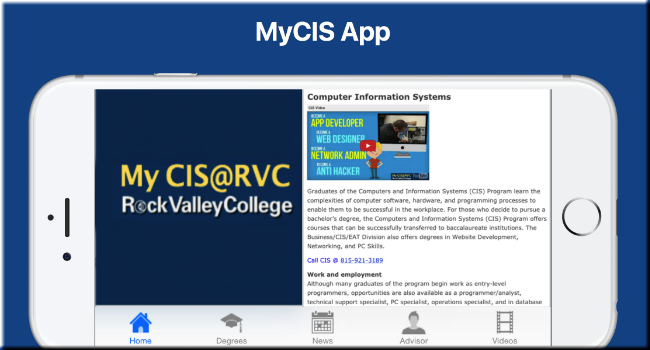 MyCIS App
My CIS@RVC
RockValleyCollege
Computer Information Systems
CIS Video
BECOME A
APP DEVELOPER
BECOME A
WEB DESIGNER
BECOME A
NETWORK ADMIN
BECOME AN
ANTI HACKER
Graduates of the Computers and Information Systems (CIS) Program learn the
complexities of computer software, hardware, and programming processes to
enable them to be successful in the workplace. For those who decide to pursue a
bachelor's degree, the Computers and Information Systems (CIS) Program offers
courses that can be successfully transferred to baccalaureate institutions. The
Business/CIS/EAT Division also offers degrees in Website Development,
Networking, and PC Skills.
Call CIS @ 815-921-3189
Work and employment
Although many graduates of the program begin work as entry-level
programmers, opportunities are also available as a programmer/analyst,
technical support specialist, PC specialist, operations specialist, and in database
Home
Degrees
News
Advisor
Videos